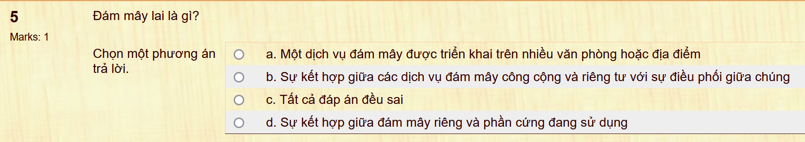 5
Đám mây lai là gì?
Marks: 1
Chọn một phương án
trả lời.
a. Một dịch vụ đám mây được triển khai trên nhiều văn phòng hoặc địa điểm
b. Sự kết hợp giữa các dịch vụ đám mây công cộng và riêng tư với sự điều phối giữa chúng
c. Tất cả đáp án đều sai
d. Sự kết hợp giữa đám mây riêng và phần cứng đang sử dụng